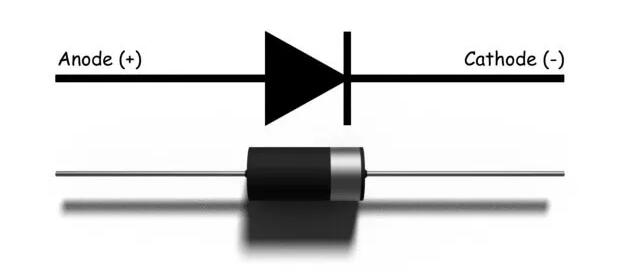 Anode (+)
Cathode (-)